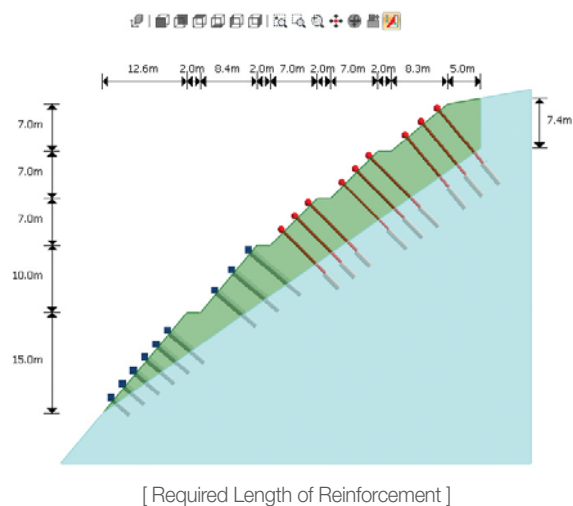 12.6m 2.0m 8.4m 2.0m 7.0m 2.0m 7.0m 2.0m 8.3m 5.0m
7.0m
7.4m
7.0m
7.0m
10.0m
15.0m
[ Required Length of Reinforcement ]